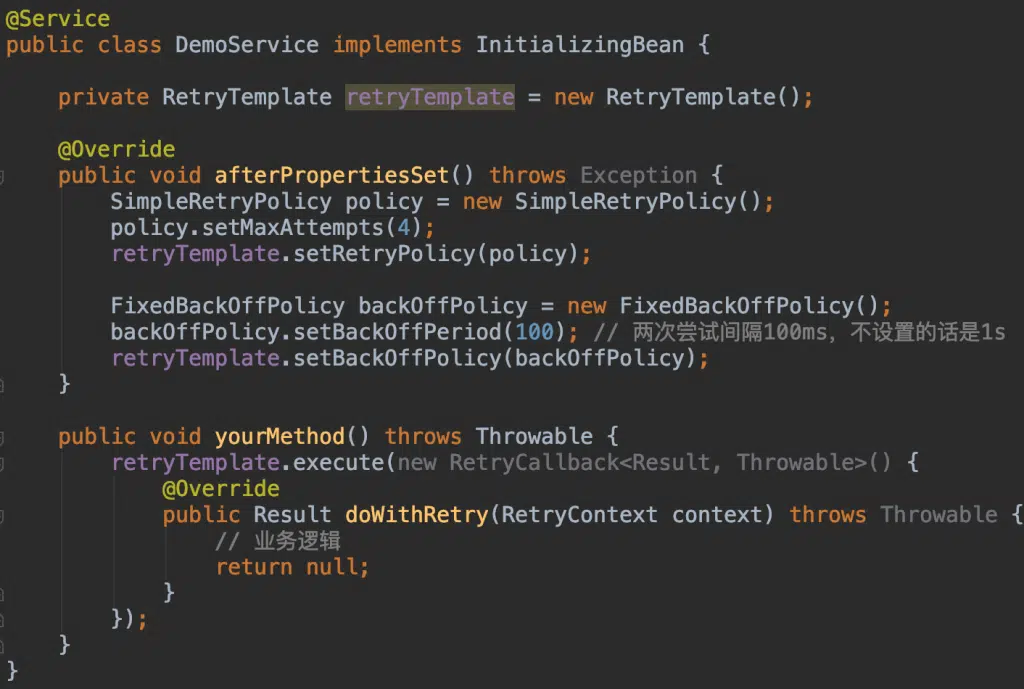 @Service
public class DemoService implements InitializingBean {
private RetryTemplate retryTemplate = new RetryTemplate();
@Override
public void afterPropertiesSet() throws Exception {
SimpleRetryPolicy policy = new SimpleRetryPolicy();
policy.setMaxAttempts(4);
retryTemplate.setRetryPolicy(policy);
FixedBackOffPolicy backOffPolicy = new FixedBackOffPolicy();
backOffPolicy.setBackOffPeriod(100); // 两次尝试间隔100ms，不设置的话是1s
retryTemplate.setBackOffPolicy(backOffPolicy);
}
public void yourMethod() throws Throwable {
retryTemplate.execute(new RetryCallback<Result, Throwable>() {
@Override
public Result doWithRetry(RetryContext context) throws Throwable {
// 业务逻辑
return null;
}
});
}
}